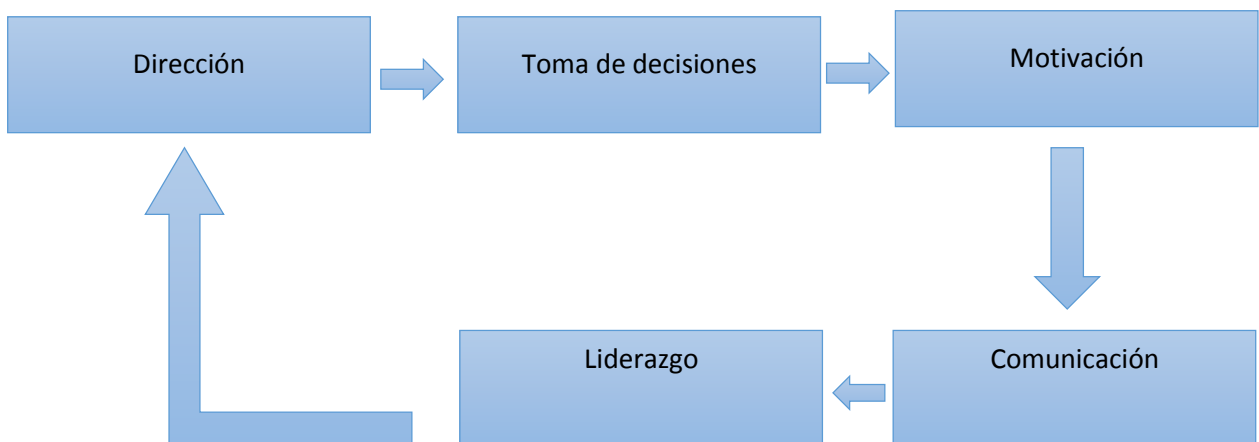 Dirección
Toma de decisiones
Motivación
Liderazgo
Comunicación